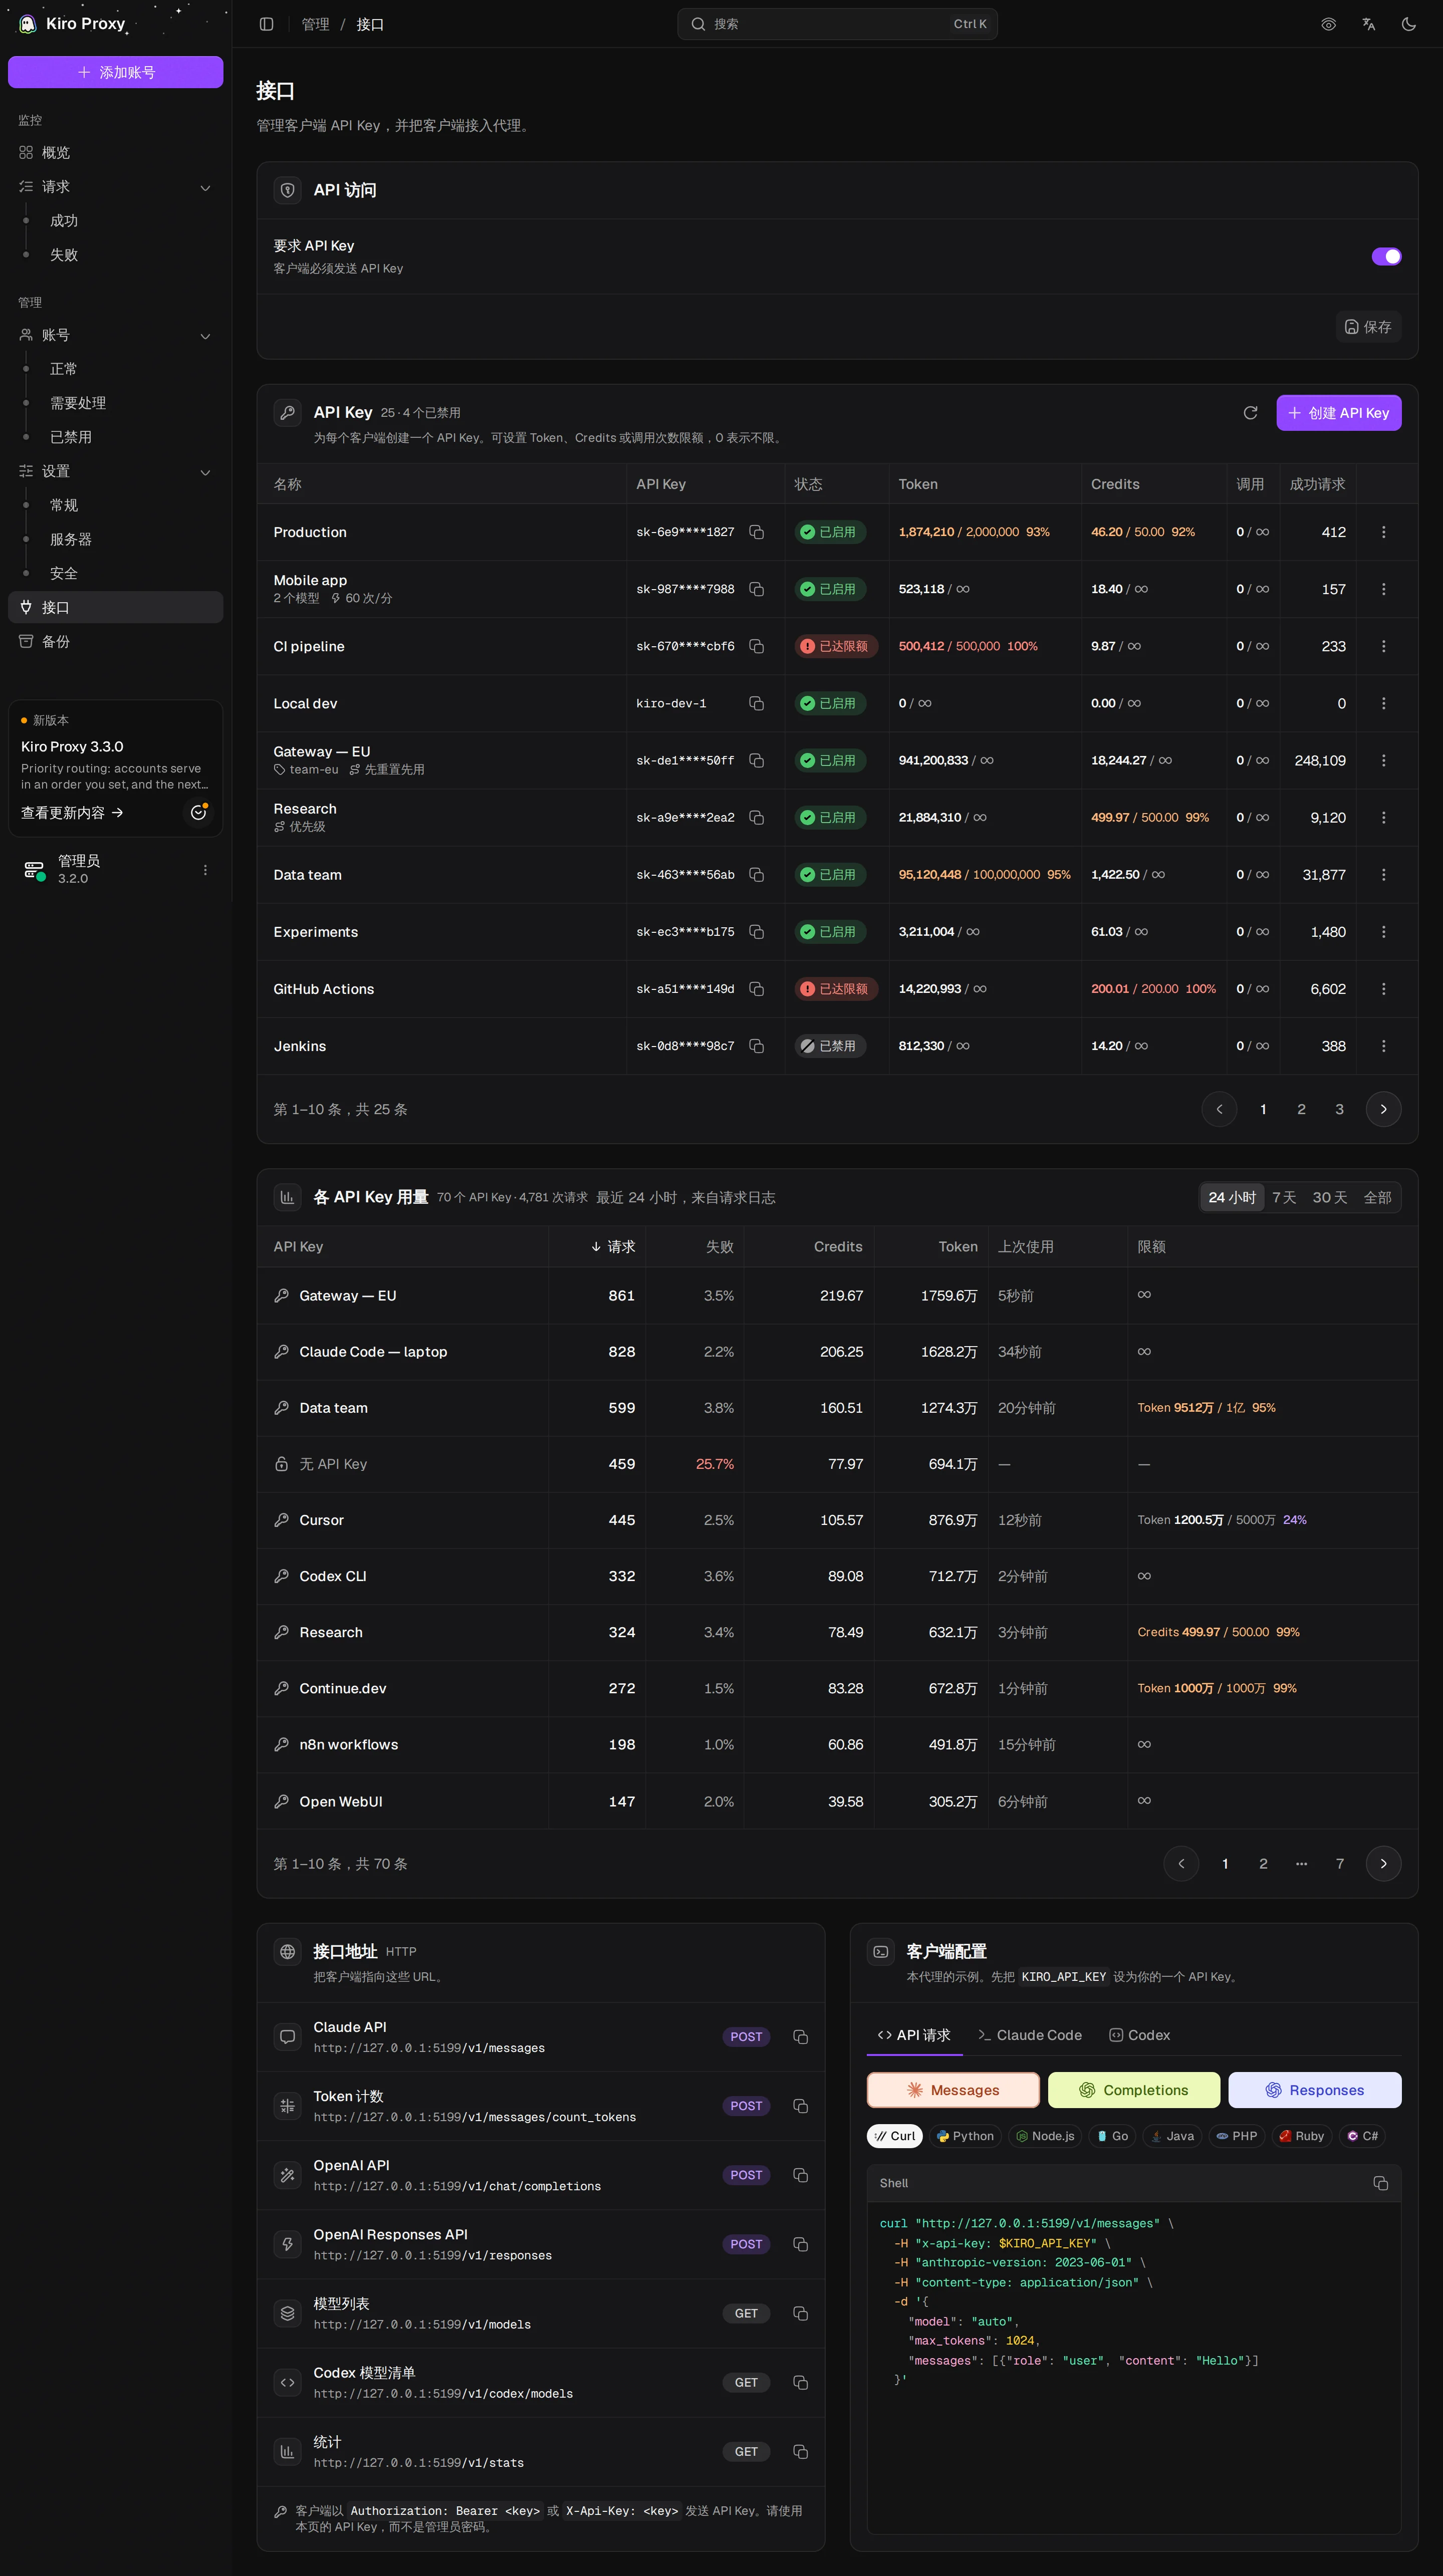 Kiro Proxy
添加账号
监控
概览
请求
成功
失败
管理
账号
正常
需要处理
已禁用
设置
常规
服务器
安全
接口
备份
新版本
Kiro Proxy 3.3.0
Priority routing: accounts serve
in an order you set, and the next…
查看更新内容 →
管理员
3.2.0
管理 / 接口
搜索 Ctrl K
接口
管理客户端 API Key，并把客户端接入代理。
API 访问
要求 API Key
客户端必须发送 API Key
保存
API Key 25 · 4 个已禁用
为每个客户端创建一个 API Key。可设置 Token、Credits 或调用次数限额，0 表示不限。
创建 API Key
名称 API Key 状态 Token Credits 调用 成功请求
Production sk-6e9****1827 已启用 1,874,210 / 2,000,000 93% 46.20 / 50.00 92% 0 / ∞ 412
Mobile app
2 个模型 60 次/分
sk-987****7988 已启用 523,118 / ∞ 18.40 / ∞ 0 / ∞ 157
CI pipeline sk-670****cbf6 已达限额 500,412 / 500,000 100% 9.87 / ∞ 0 / ∞ 233
Local dev kiro-dev-1 已启用 0 / ∞ 0.00 / ∞ 0 / ∞ 0
Gateway — EU
team-eu 先重置先用
sk-de1****50ff 已启用 941,200,833 / ∞ 18,244.27 / ∞ 0 / ∞ 248,109
Research
优先级
sk-a9e****2ea2 已启用 21,884,310 / ∞ 499.97 / 500.00 99% 0 / ∞ 9,120
Data team sk-463****56ab 已启用 95,120,448 / 100,000,000 95% 1,422.50 / ∞ 0 / ∞ 31,877
Experiments sk-ec3****b175 已启用 3,211,004 / ∞ 61.03 / ∞ 0 / ∞ 1,480
GitHub Actions sk-a51****149d 已达限额 14,220,993 / ∞ 200.01 / 200.00 100% 0 / ∞ 6,602
Jenkins sk-0d8****98c7 已禁用 812,330 / ∞ 14.20 / ∞ 0 / ∞ 388
第 1–10 条，共 25 条
1 2 3
各 API Key 用量 70 个 API Key · 4,781 次请求 最近 24 小时，来自请求日志
24 小时 7 天 30 天 全部
API Key ↓ 请求 失败 Credits Token 上次使用 限额
Gateway — EU 861 3.5% 219.67 1759.6万 5秒前 ∞
Claude Code — laptop 828 2.2% 206.25 1628.2万 34秒前 ∞
Data team 599 3.8% 160.51 1274.3万 20分钟前 Token 9512万 / 1亿 95%
无 API Key 459 25.7% 77.97 694.1万 — —
Cursor 445 2.5% 105.57 876.9万 12秒前 Token 1200.5万 / 5000万 24%
Codex CLI 332 3.6% 89.08 712.7万 2分钟前 ∞
Research 324 3.4% 78.49 632.1万 3分钟前 Credits 499.97 / 500.00 99%
Continue.dev 272 1.5% 83.28 672.8万 1分钟前 Token 1000万 / 1000万 99%
n8n workflows 198 1.0% 60.86 491.8万 15分钟前 ∞
Open WebUI 147 2.0% 39.58 305.2万 6分钟前 ∞
第 1–10 条，共 70 条
1 2 ··· 7
接口地址 HTTP
把客户端指向这些 URL。
Claude API
http://127.0.0.1:5199/v1/messages
POST
Token 计数
http://127.0.0.1:5199/v1/messages/count_tokens
POST
OpenAI API
http://127.0.0.1:5199/v1/chat/completions
POST
OpenAI Responses API
http://127.0.0.1:5199/v1/responses
POST
模型列表
http://127.0.0.1:5199/v1/models
GET
Codex 模型清单
http://127.0.0.1:5199/v1/codex/models
GET
统计
http://127.0.0.1:5199/v1/stats
GET
客户端以 Authorization: Bearer <key> 或 X-Api-Key: <key> 发送 API Key。请使用
本页的 API Key，而不是管理员密码。
客户端配置
本代理的示例。先把 KIRO_API_KEY 设为你的一个 API Key。
API 请求 Claude Code Codex
Messages Completions Responses
Curl Python Node.js Go Java PHP Ruby C#
Shell
curl "http://127.0.0.1:5199/v1/messages" \
-H "x-api-key: $KIRO_API_KEY" \
-H "anthropic-version: 2023-06-01" \
-H "content-type: application/json" \
-d '{
"model": "auto",
"max_tokens": 1024,
"messages": [{"role": "user", "content": "Hello"}]
}'